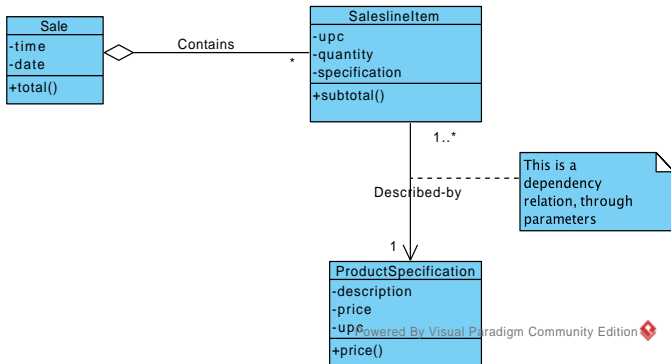 Sale
-time
-date
+total()
Contains
*
SaleslineItem
-upc
-quantity
-specification
+subtotal()
1..*
This is a
dependency
relation, through
parameters
Described-by
1
ProductSpecification
-description
-price
-upc
+price()
Powered By Visual Paradigm Community Edition